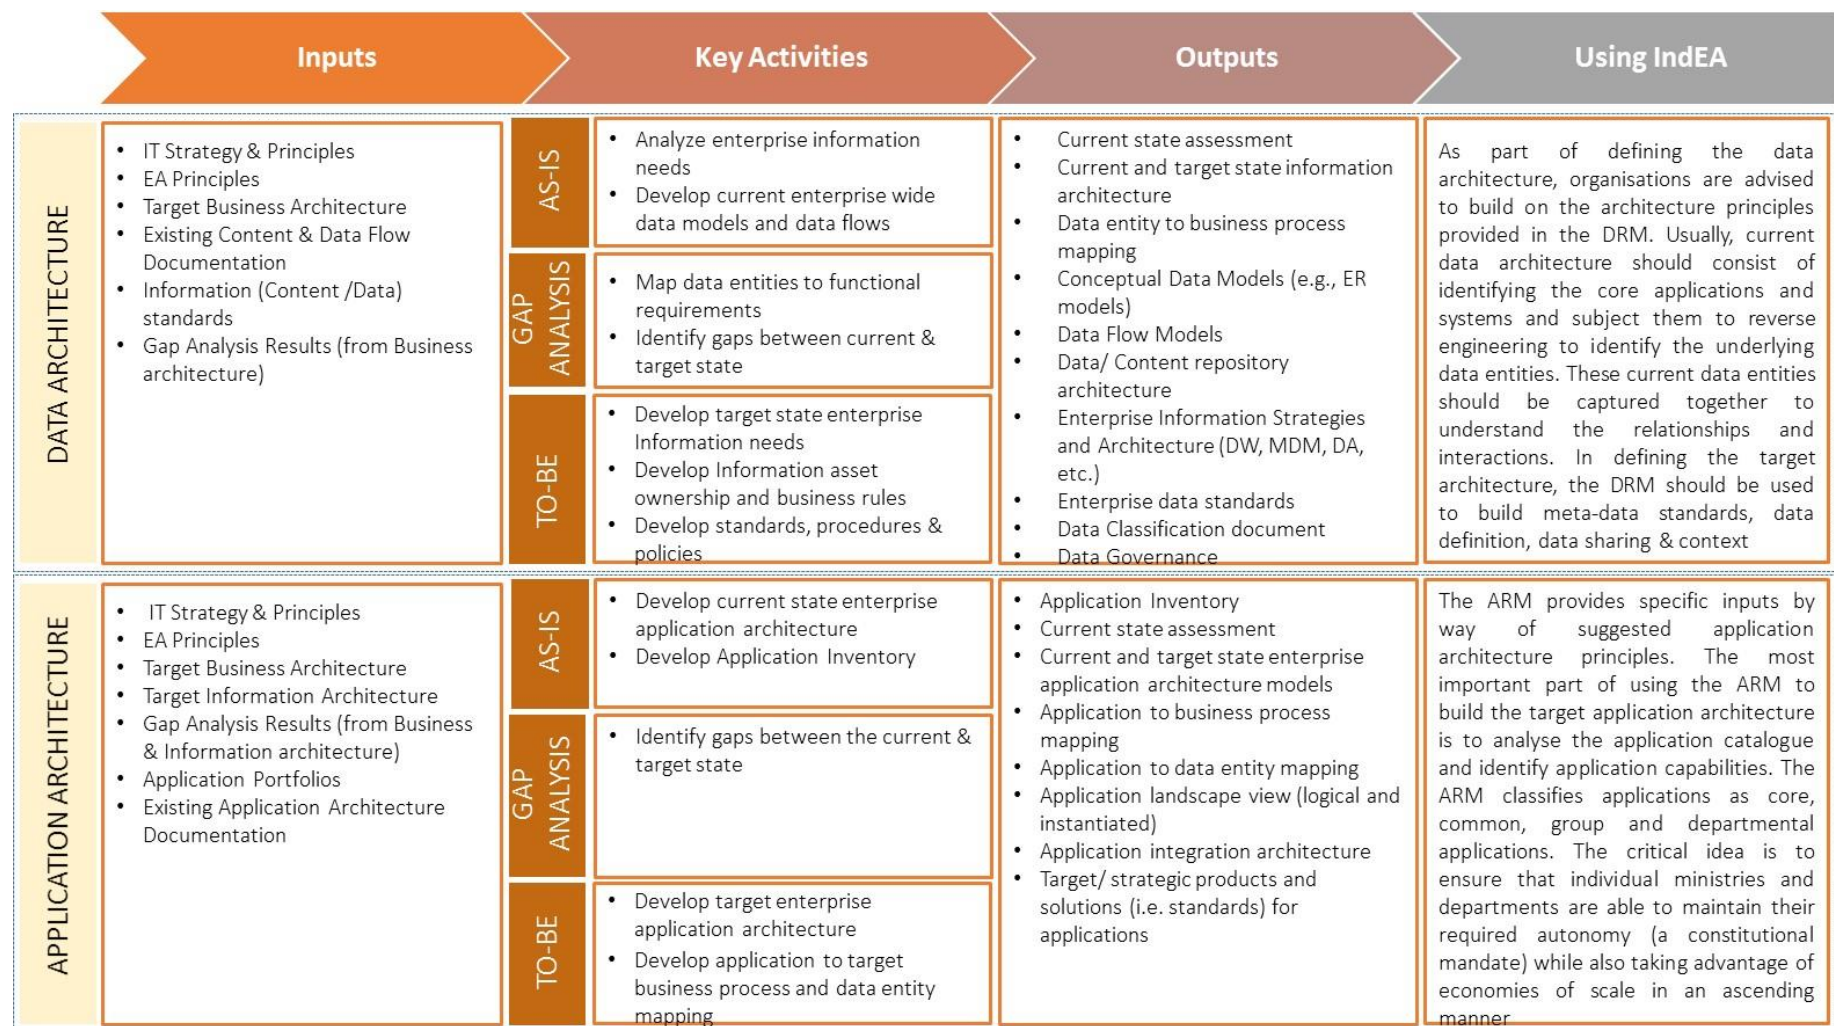 Inputs
Key Activities
Outputs
Using IndEA
DATA ARCHITECTURE
• IT Strategy & Principles
• EA Principles
• Target Business Architecture
• Existing Content & Data Flow
Documentation
• Information (Content /Data)
standards
• Gap Analysis Results (from Business
architecture)
AS-IS
• Analyze enterprise information
needs
• Develop current enterprise wide
data models and data flows
GAP
ANALYSIS
• Map data entities to functional
requirements
• Identify gaps between current &
target state
TO-BE
• Develop target state enterprise
Information needs
• Develop Information asset
ownership and business rules
• Develop standards, procedures &
policies
• Current state assessment
• Current and target state information
architecture
• Data entity to business process
mapping
• Conceptual Data Models (e.g., ER
models)
• Data Flow Models
• Data/ Content repository
architecture
• Enterprise Information Strategies
and Architecture (DW, MDM, DA,
etc.)
• Enterprise data standards
• Data Classification document
• Data Governance
As part of defining the data
architecture, organisations are advised
to build on the architecture principles
provided in the DRM. Usually, current
data architecture should consist of
identifying the core applications and
systems and subject them to reverse
engineering to identify the underlying
data entities. These current data entities
should be captured together to
understand the relationships and
interactions. In defining the target
architecture, the DRM should be used
to build meta-data standards, data
definition, data sharing & context
APPLICATION ARCHITECTURE
• IT Strategy & Principles
• EA Principles
• Target Business Architecture
• Target Information Architecture
• Gap Analysis Results (from Business
& Information architecture)
• Application Portfolios
• Existing Application Architecture
Documentation
AS-IS
• Develop current state enterprise
application architecture
• Develop Application Inventory
GAP
ANALYSIS
• Identify gaps between the current &
target state
TO-BE
• Develop target enterprise
application architecture
• Develop application to target
business process and data entity
mapping
• Application Inventory
• Current state assessment
• Current and target state enterprise
application architecture models
• Application to business process
mapping
• Application to data entity mapping
• Application landscape view (logical and
instantiated)
• Application integration architecture
• Target/ strategic products and
solutions (i.e. standards) for
applications
The ARM provides specific inputs by
way of suggested application
architecture principles. The most
important part of using the ARM to
build the target application architecture
is to analyse the application catalogue
and identify application capabilities. The
ARM classifies applications as core,
common, group and departmental
applications. The critical idea is to
ensure that individual ministries and
departments are able to maintain their
required autonomy (a constitutional
mandate) while also taking advantage of
economies of scale in an ascending
manner